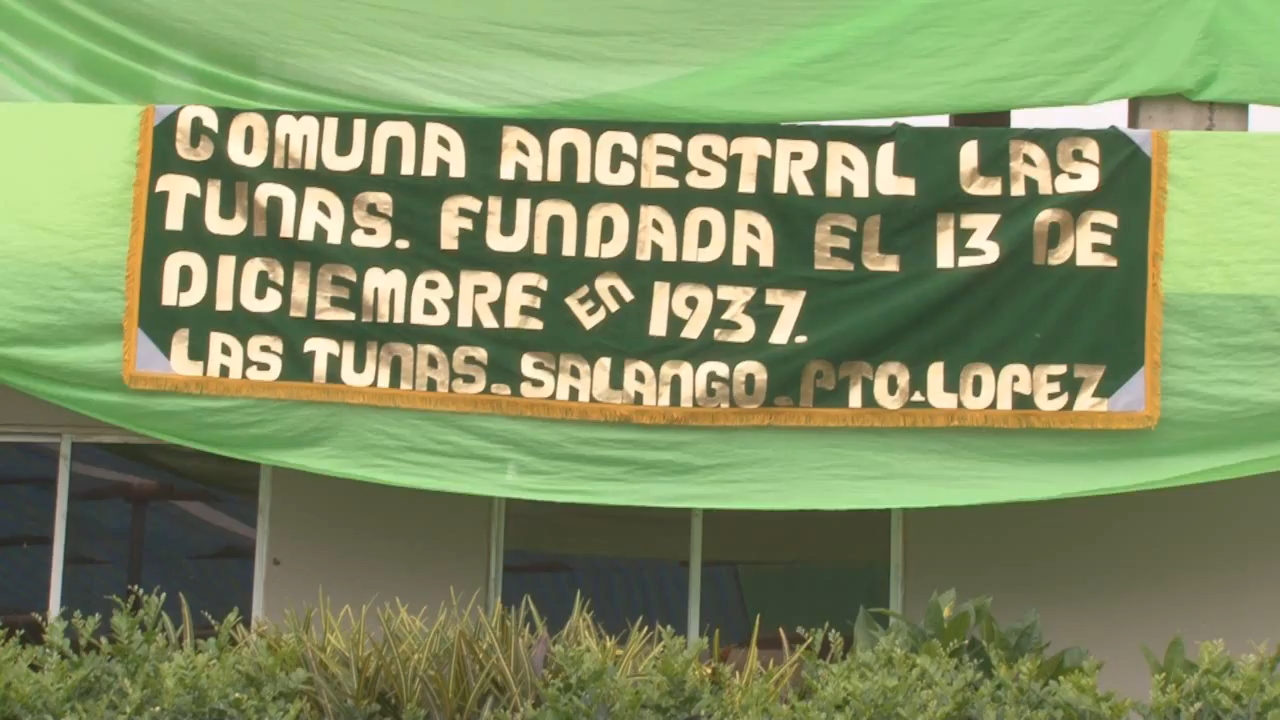 COMUNA ANCESTRAL LAS
TUNAS. FUNDADA EL 13 DE
DICIEMBRE EN 1937.
LAS TUNAS-SALANGO-PTO-LOPEZ